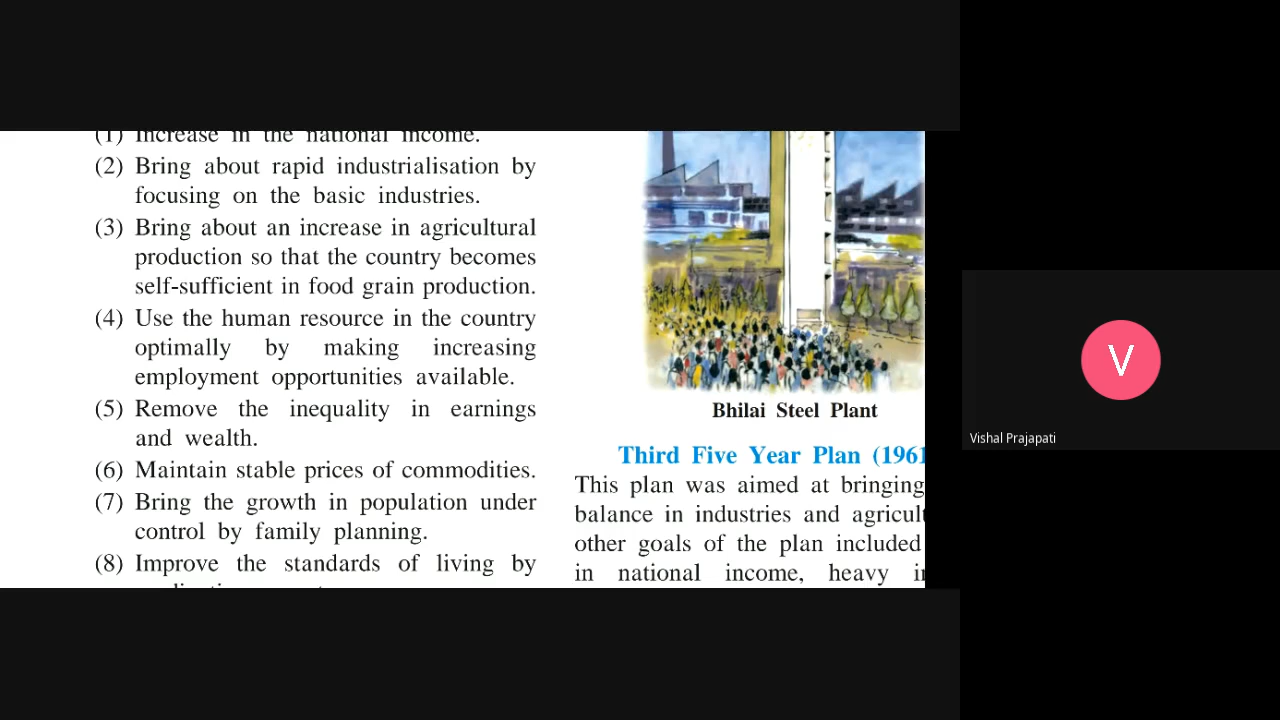 (1) Increase in the national income.
(2) Bring about rapid industrialisation by
focusing on the basic industries.
(3) Bring about an increase in agricultural
production so that the country becomes
self-sufficient in food grain production.
(4) Use the human resource in the country
optimally by making increasing
employment opportunities available.
(5) Remove the inequality in earnings
and wealth.
(6) Maintain stable prices of commodities.
(7) Bring the growth in population under
control by family planning.
(8) Improve the standards of living by
Bhilai Steel Plant
Third Five Year Plan (1961
This plan was aimed at bringing
balance in industries and agricult
other goals of the plan included
in national income, heavy
V
Vishal Prajapati